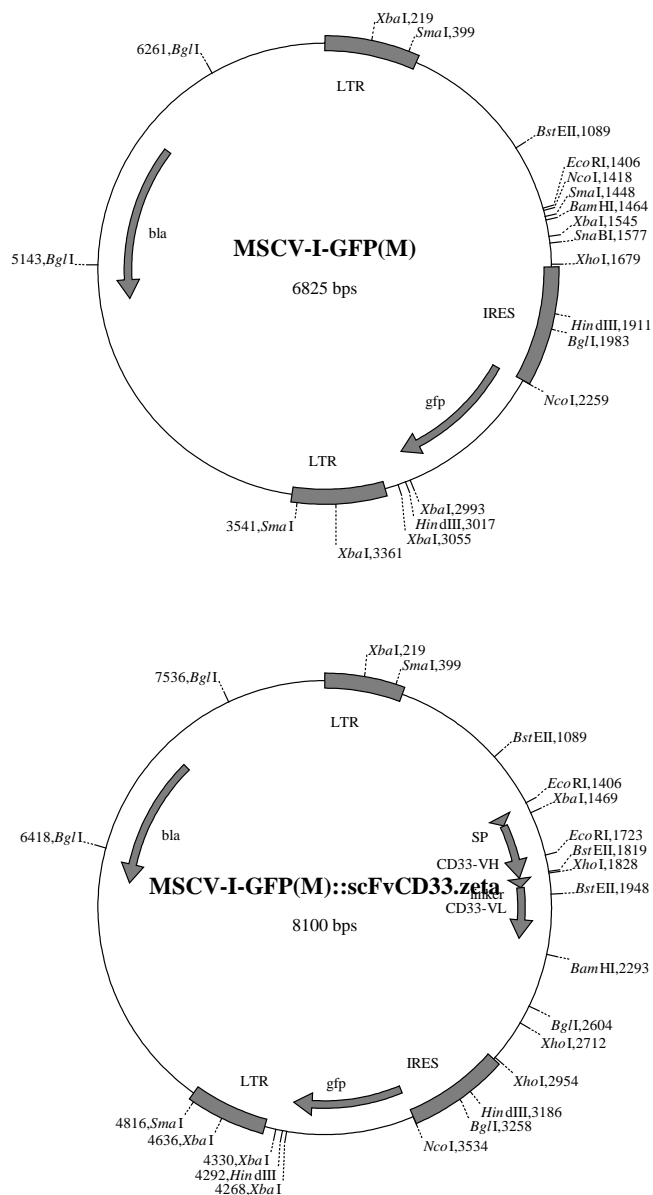 XbaI,219
SmaI,399
6261,BglI
LTR
BstEII,1089
EcoRI,1406
NcoI,1418
SmaI,1448
BamHI,1464
XbaI,1545
SnaBI,1577
XhoI,1679
bla
MSCV-I-GFP(M)
5143,BglI
6825 bps
IRES
HindIII,1911
BglI,1983
NcoI,2259
gfp
LTR
XbaI,2993
HindIII,3017
XbaI,3055
3541,SmaI
XbaI,3361
XbaI,219
SmaI,399
7536,BglI
LTR
BstEII,1089
EcoRI,1406
XbaI,1469
SP
EcoRI,1723
BstEII,1819
XhoI,1828
6418,BglI
bla
CD33-VH
MSCV-I-GFP(M)::scFvCD33.zeta
BstEII,1948
linker
CD33-VL
8100 bps
BamHI,2293
BglI,2604
XhoI,2712
IRES
XhoI,2954
LTR
gfp
HindIII,3186
BglI,3258
NcoI,3534
4816,SmaI
4636,XbaI
4330,XbaI
4292,HindIII
4268,XbaI